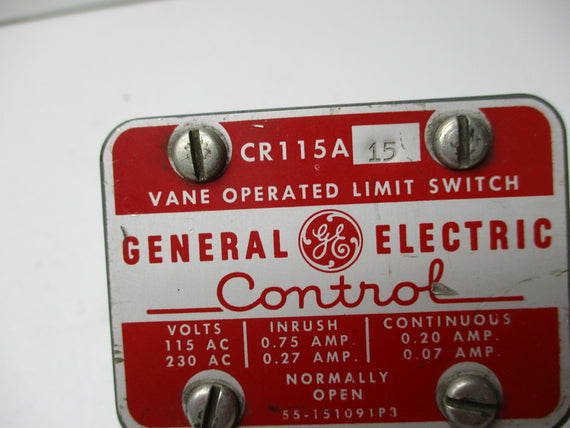 CR115A 15
VANE OPERATED LIMIT SWITCH
GENERAL GE ELECTRIC
Control
VOLTS INRUSH CONTINUOUS
115 AC 0.75 AMP. 0.20 AMP.
230 AC 0.27 AMP. 0.07 AMP.
NORMALLY
OPEN
55-151091P3